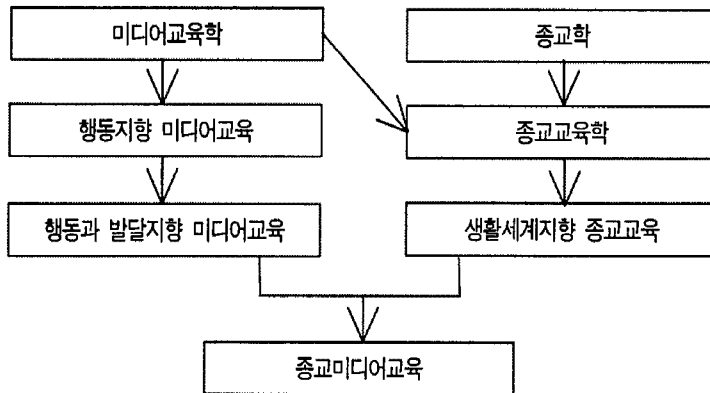 미디어교육학
종교학
행동지향 미디어교육
종교교육학
행동과 발달지향 미디어교육
생활세계지향 종교교육
종교미디어교육